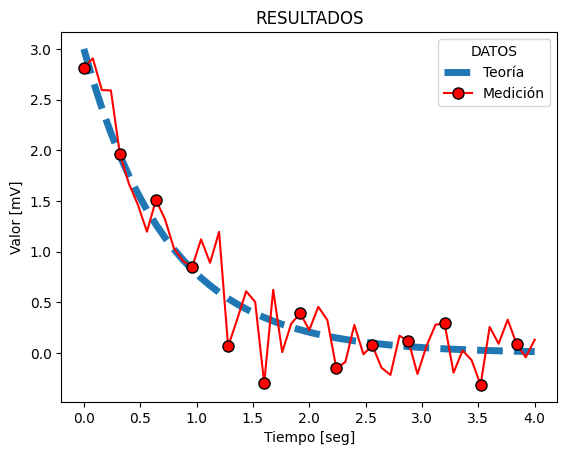 RESULTADOS
DATOS
Teoría
Medición
Valor [mV]
3.0
2.5
2.0
1.5
1.0
0.5
0.0
0.0 0.5 1.0 1.5 2.0 2.5 3.0 3.5 4.0
Tiempo [seg]